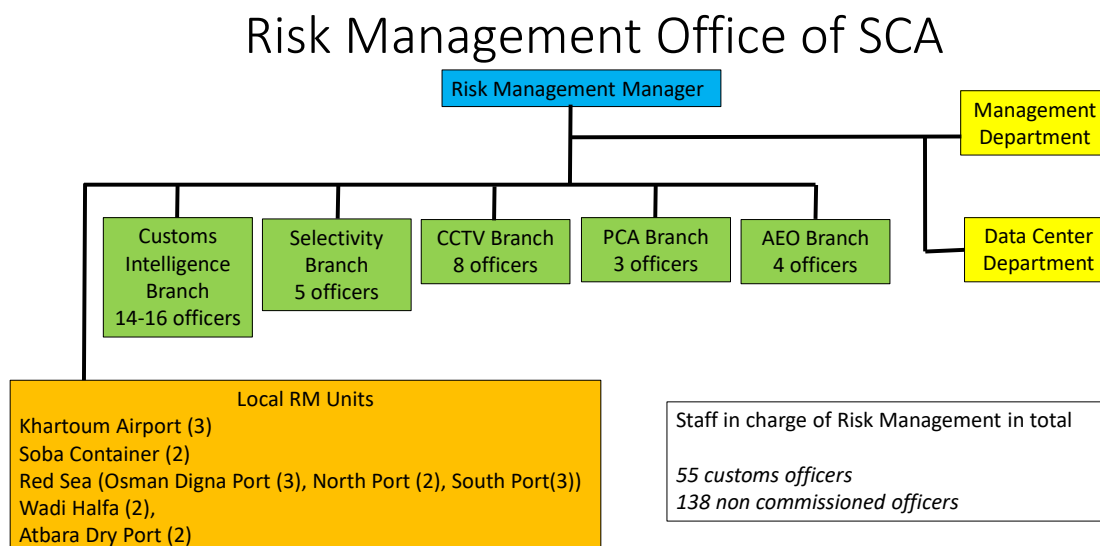 Risk Management Office of SCA
Risk Management Manager
Management
Department
Customs
Intelligence
Branch
14-16 officers
Selectivity
Branch
5 officers
CCTV Branch
8 officers
PCA Branch
3 officers
AEO Branch
4 officers
Data Center
Department
Local RM Units
Khartoum Airport (3)
Soba Container (2)
Red Sea (Osman Digna Port (3), North Port (2), South Port(3))
Wadi Halfa (2),
Atbara Dry Port (2)
Staff in charge of Risk Management in total
55 customs officers
138 non commissioned officers